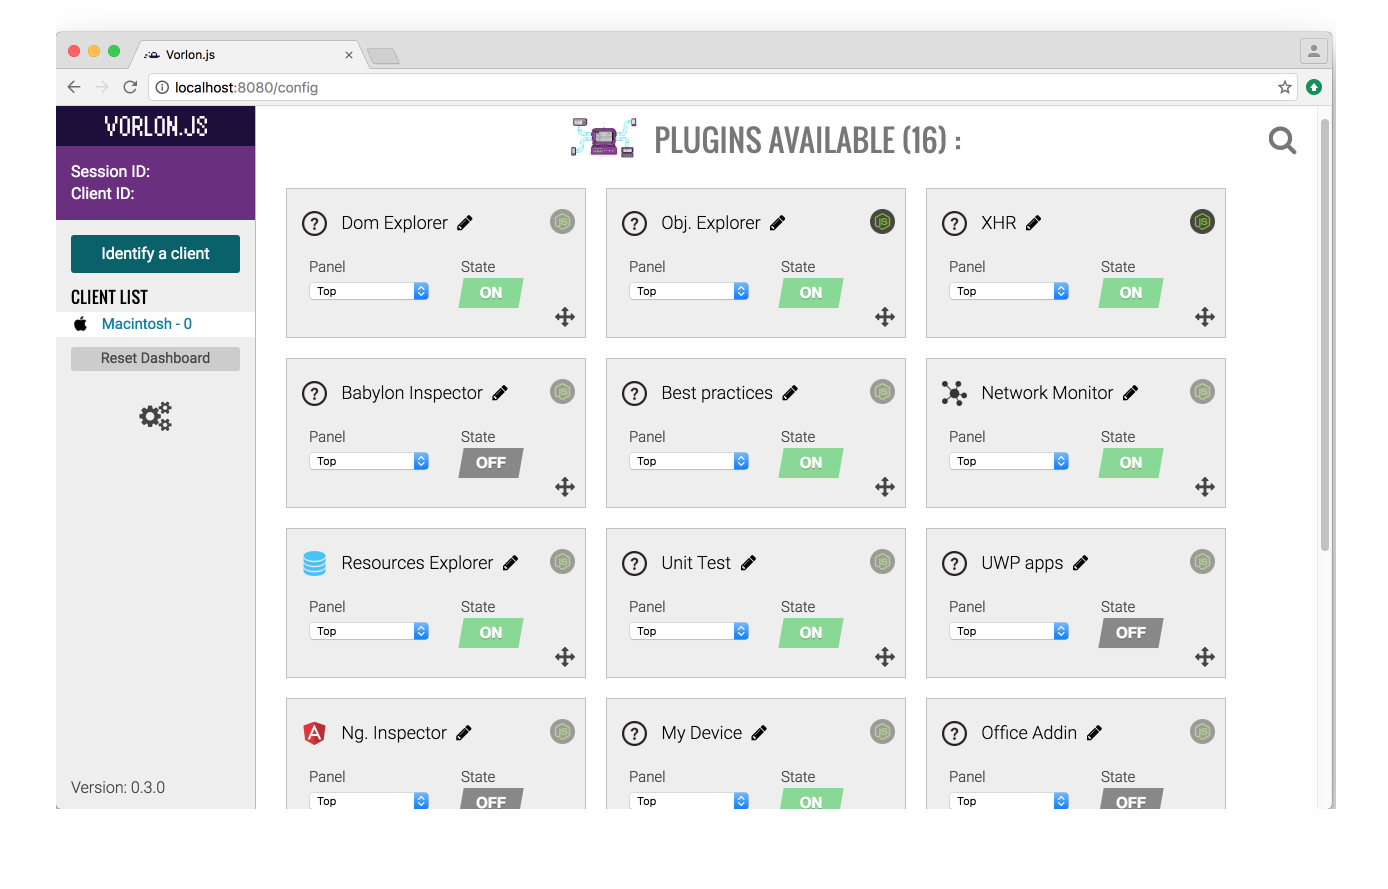 Vorlon.js
localhost:8080/config
VORLON.JS
Session ID:
Client ID:
Identify a client
CLIENT LIST
Macintosh - 0
Reset Dashboard
Version: 0.3.0
PLUGINS AVAILABLE (16) :
Dom Explorer
Panel State
Top ON
Obj. Explorer
Panel State
Top ON
XHR
Panel State
Top ON
Babylon Inspector
Panel State
Top OFF
Best practices
Panel State
Top ON
Network Monitor
Panel State
Top ON
Resources Explorer
Panel State
Top ON
Unit Test
Panel State
Top ON
UWP apps
Panel State
Top OFF
Ng. Inspector
Panel State
Top OFF
My Device
Panel State
Top ON
Office Addin
Panel State
Top OFF